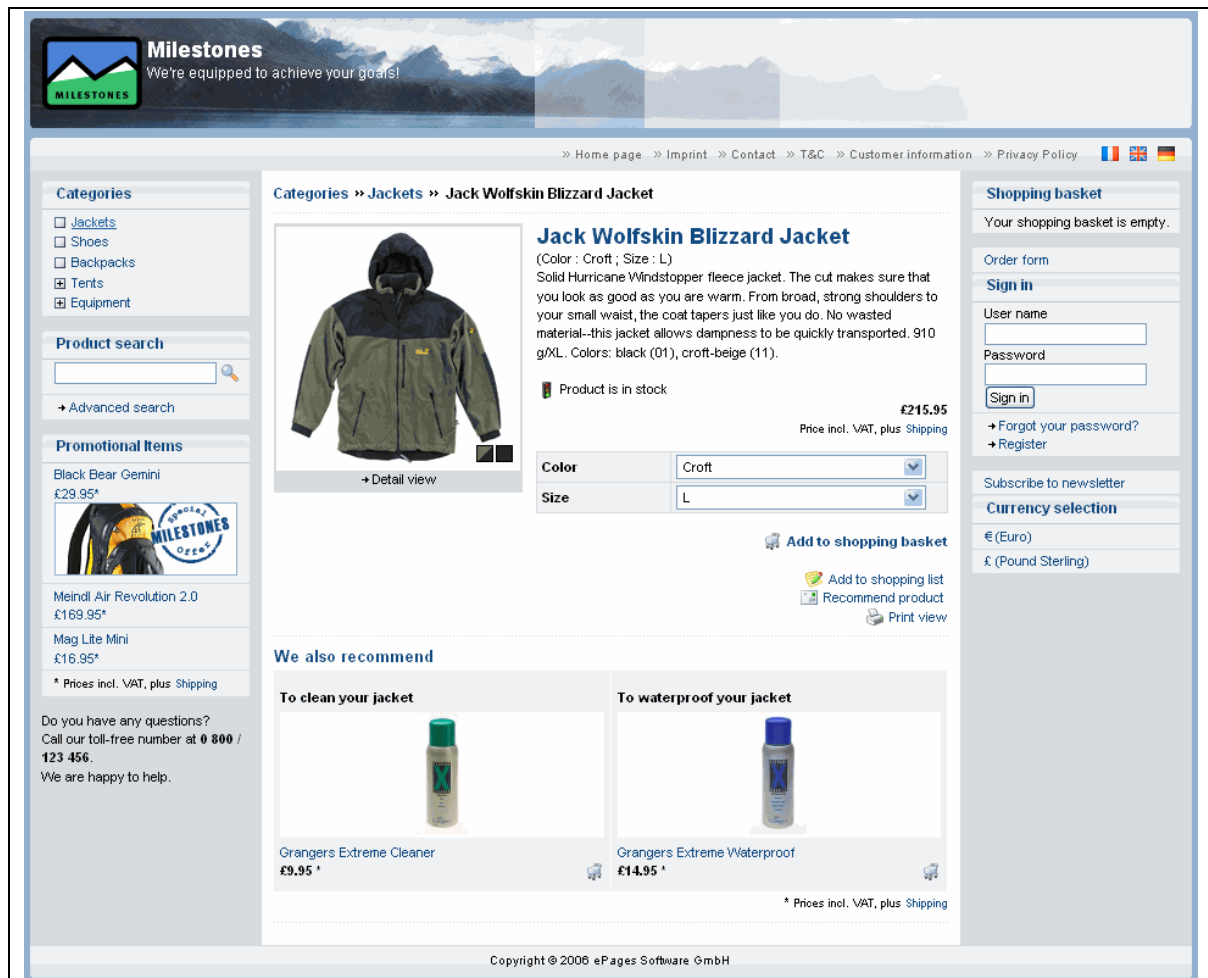 Milestones
We're equipped to achieve your goals!
MILESTONES
» Home page » Imprint » Contact » T&C » Customer information » Privacy Policy
Categories
Jackets
Shoes
Backpacks
Tents
Equipment
Product search
Advanced search
Promotional Items
Black Bear Gemini
£29.95*
Special
MILESTONES
Offer
Meindl Air Revolution 2.0
£169.95*
Mag Lite Mini
£16.95*
* Prices incl. VAT, plus Shipping
Do you have any questions?
Call our toll-free number at 0 800 /
123 456.
We are happy to help.
Categories » Jackets » Jack Wolfskin Blizzard Jacket
Detail view
Jack Wolfskin Blizzard Jacket
(Color : Croft ; Size : L)
Solid Hurricane Windstopper fleece jacket. The cut makes sure that
you look as good as you are warm. From broad, strong shoulders to
your small waist, the coat tapers just like you do. No wasted
material--this jacket allows dampness to be quickly transported. 910
g/XL. Colors: black (01), croft-beige (11).
Product is in stock
£215.95
Price incl. VAT, plus Shipping
Color Croft
Size L
Add to shopping basket
Add to shopping list
Recommend product
Print view
We also recommend
To clean your jacket
X
Grangers Extreme Cleaner
£9.95 *
To waterproof your jacket
X
Grangers Extreme Waterproof
£14.95 *
* Prices incl. VAT, plus Shipping
Shopping basket
Your shopping basket is empty.
Order form
Sign in
User name
Password
Sign in
Forgot your password?
Register
Subscribe to newsletter
Currency selection
€ (Euro)
£ (Pound Sterling)
Copyright © 2006 ePages Software GmbH